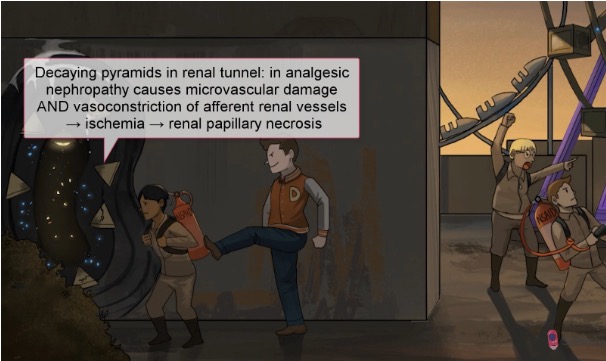 Decaying pyramids in renal tunnel: in analgesic
nephropathy causes microvascular damage
AND vasoconstriction of afferent renal vessels
→ ischemia → renal papillary necrosis